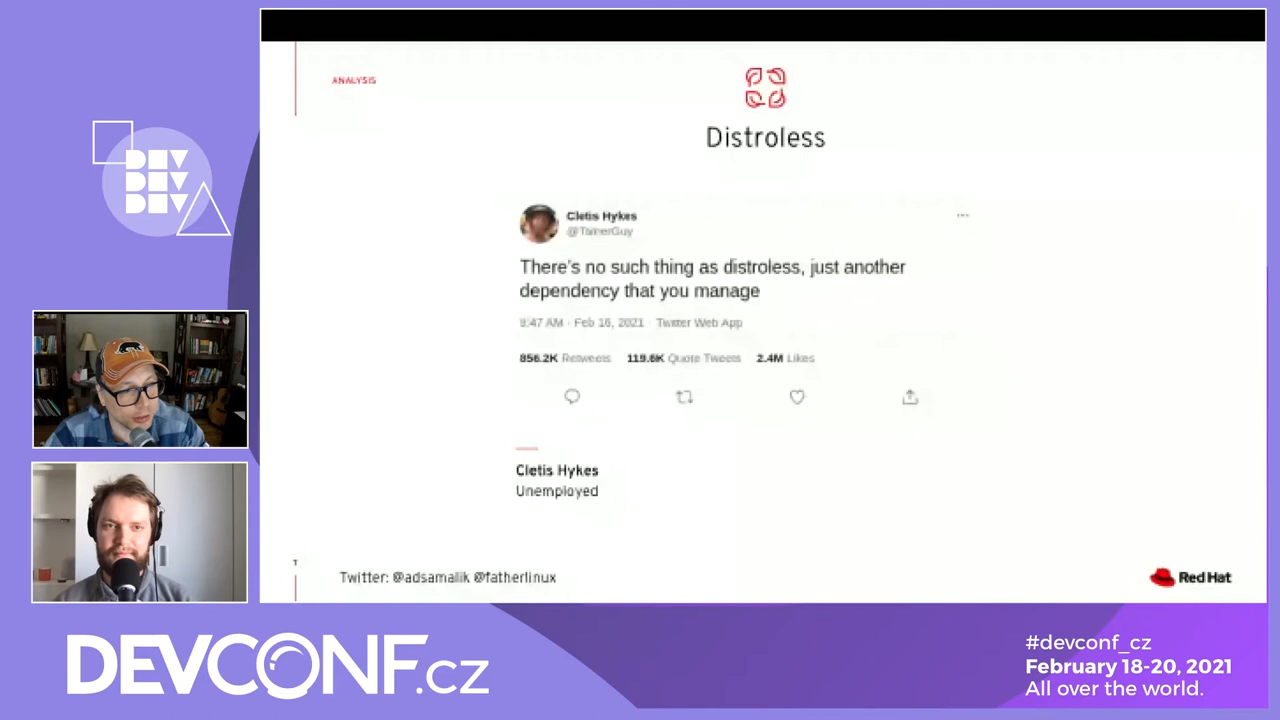 ANALYSIS
Distroless
Cletis Hykes
@TainerGuy
There's no such thing as distroless, just another
dependency that you manage
9:47 AM · Feb 16, 2021 · Twitter Web App
856.2K Retweets 119.6K Quote Tweets 2.4M Likes
Cletis Hykes
Unemployed
Twitter: @adsamalik @fatherlinux
Red Hat
DEV
DEV
DEV
DEVCONF.cz
#devconf_cz
February 18-20, 2021
All over the world.